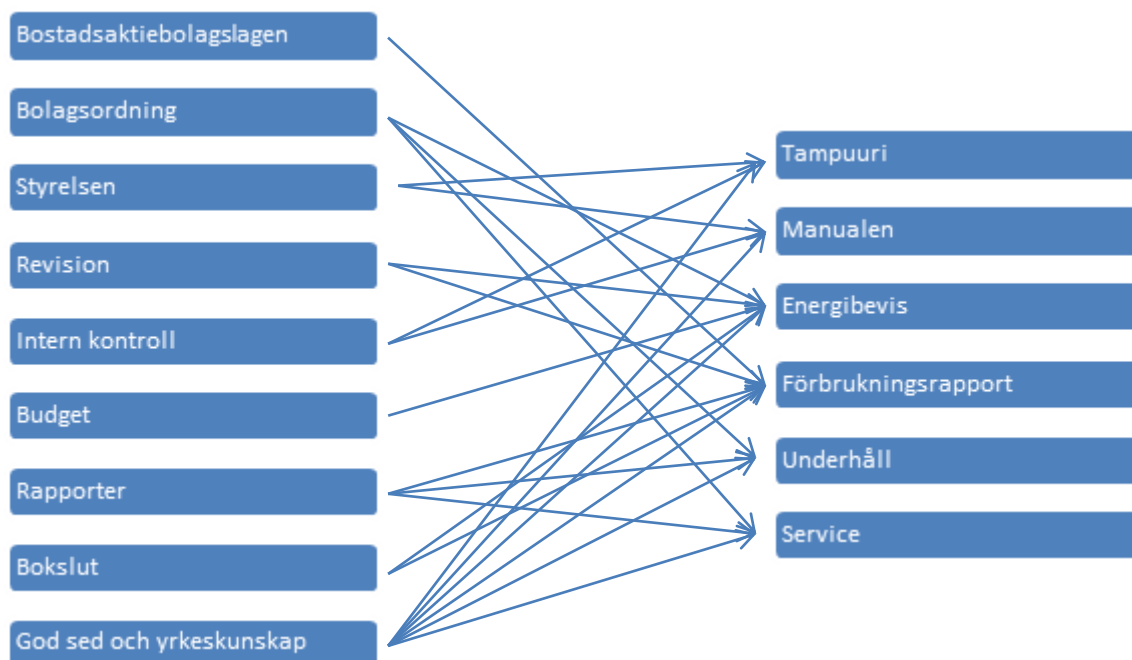 Bostadsaktiebolagslagen
Bolagsordning
Styrelsen
Revision
Intern kontroll
Budget
Rapporter
Bokslut
God sed och yrkeskunskap
Tampuuri
Manualen
Energibevis
Förbrukningsrapport
Underhåll
Service